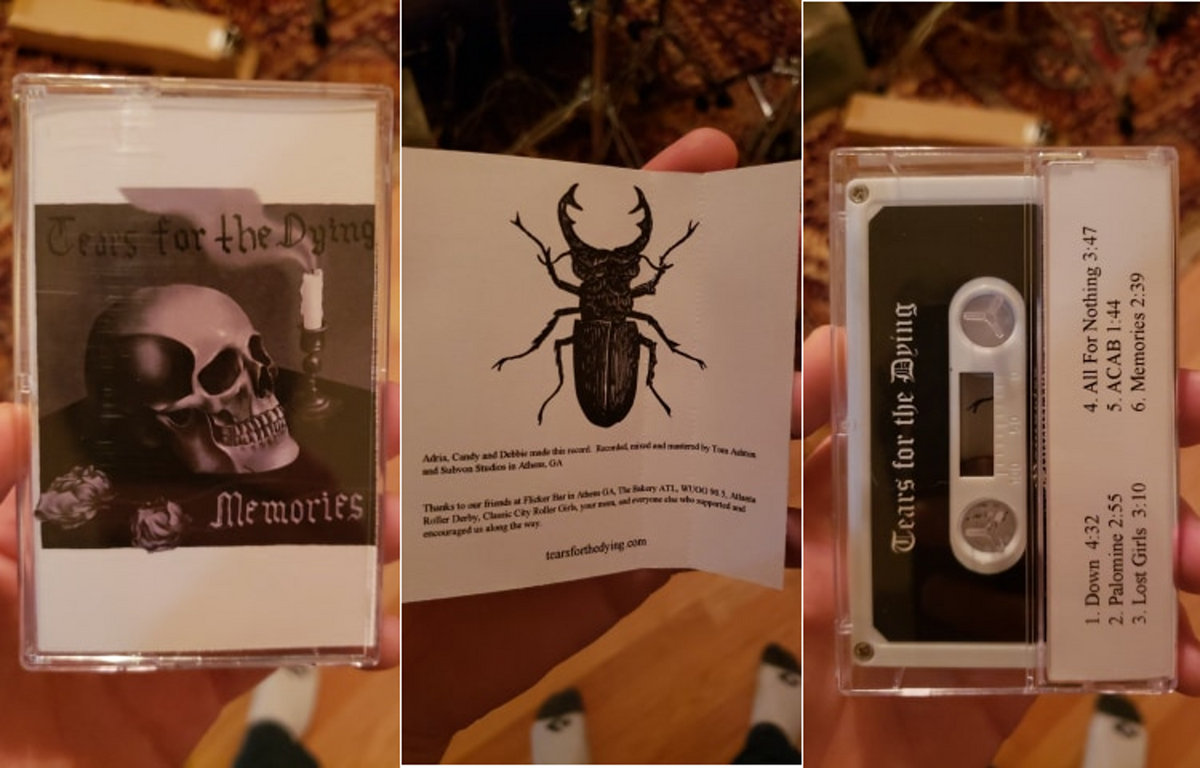 Tears for the Dying
Memories
Adria, Candy and Debbie made this record. Recorded, mixed and mastered by Tom Ashton
and Subvon Studios in Athens, GA
Thanks to our friends at Flicker Bar in Athens GA, The Bakery ATL, WUOG 90.5, Atlanta
Roller Derby, Classic City Roller Girls, your mom, and everyone else who supported and
encouraged us along the way.
tearsforthedying.com
Tears for the Dying
1. Down 4:32
2. Palomine 2:55
3. Lost Girls 3:10
4. All For Nothing 3:47
5. ACAB 1:44
6. Memories 2:39